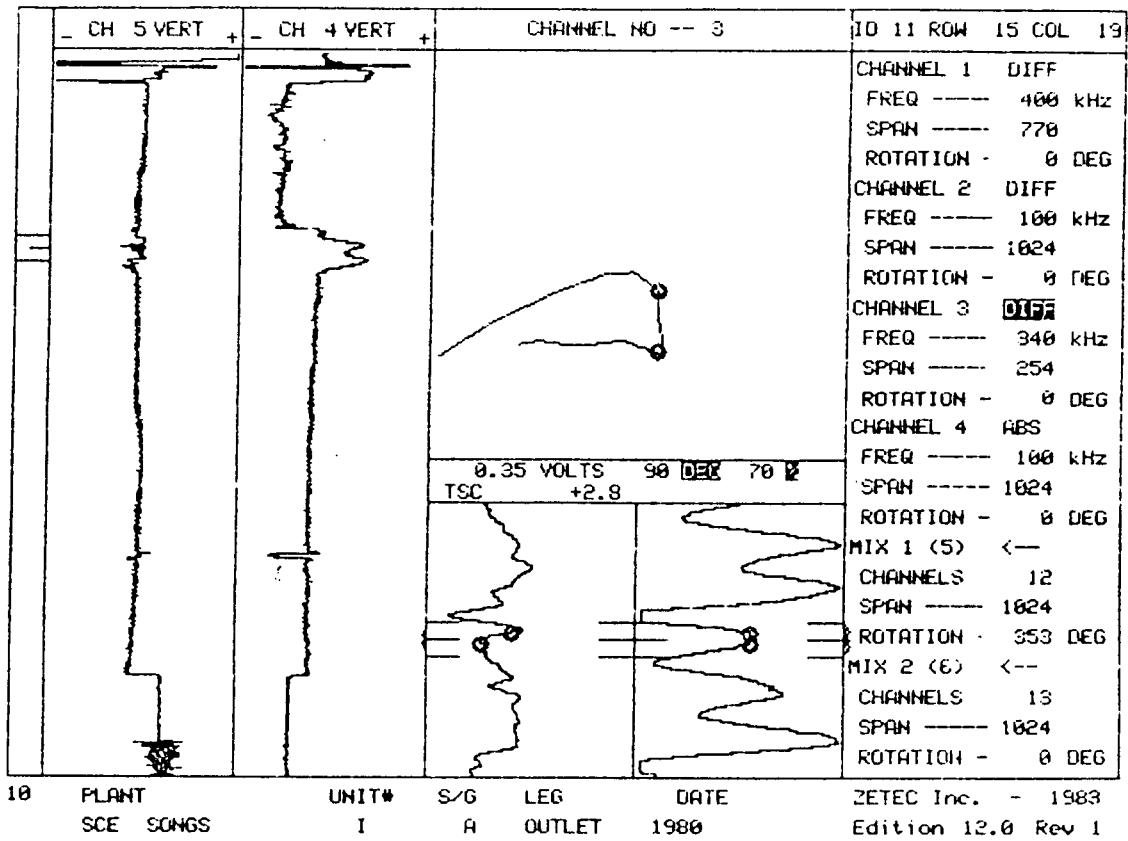 _ CH 5 VERT + _ CH 4 VERT + CHANNEL NO -- 3 ID 11 ROW 15 COL 19
CHANNEL 1 DIFF
FREQ ----- 400 kHz
SPAN ----- 770
ROTATION - 0 DEG
CHANNEL 2 DIFF
FREQ ----- 100 kHz
SPAN ----- 1024
ROTATION - 0 DEG
CHANNEL 3 DIFF
FREQ ----- 340 kHz
SPAN ----- 254
ROTATION - 0 DEG
CHANNEL 4 ABS
FREQ ----- 100 kHz
SPAN ----- 1024
ROTATION - 0 DEG
MIX 1 (5) <--
CHANNELS 12
SPAN ----- 1024
ROTATION - 353 DEG
MIX 2 (6) <--
CHANNELS 13
SPAN ----- 1024
ROTATION - 0 DEG
0.35 VOLTS 90 DEG 70 %
TSC +2.8
10 PLANT UNIT# S/G LEG DATE ZETEC Inc. - 1983
SCE SONGS I A OUTLET 1980 Edition 12.0 Rev 1